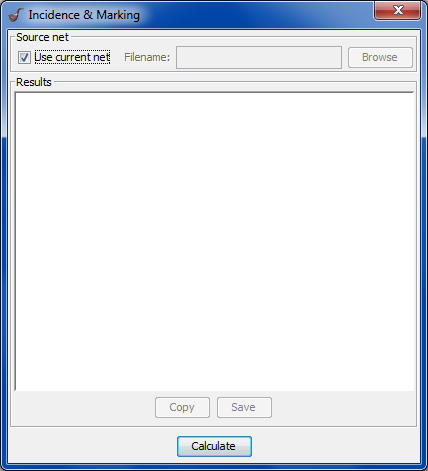 Incidence & Marking
Source net
Use current net Filename: Browse
Results
Copy Save
Calculate